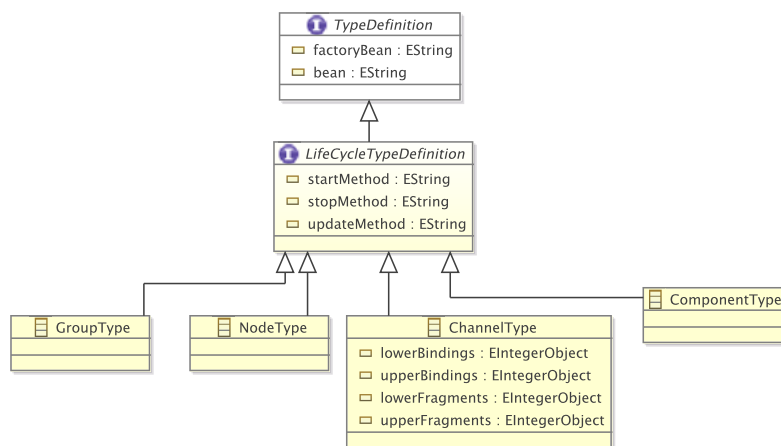 TypeDefinition
factoryBean : EString
bean : EString
LifeCycleTypeDefinition
startMethod : EString
stopMethod : EString
updateMethod : EString
GroupType
NodeType
ChannelType
lowerBindings : EIntegerObject
upperBindings : EIntegerObject
lowerFragments : EIntegerObject
upperFragments : EIntegerObject
ComponentType